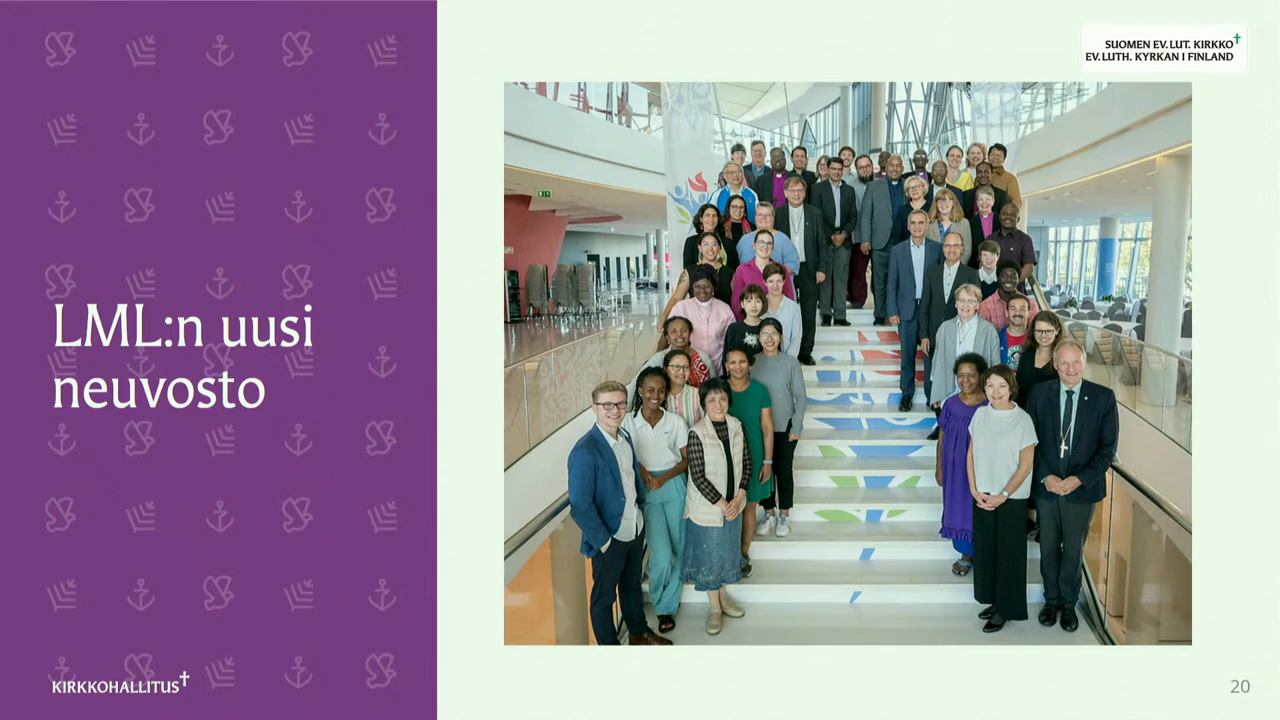 SUOMEN EV. LUT. KIRKKO
EV. LUTH. KYRKAN I FINLAND
LML:n uusi
neuvosto
KIRKKOHALLITUS
20